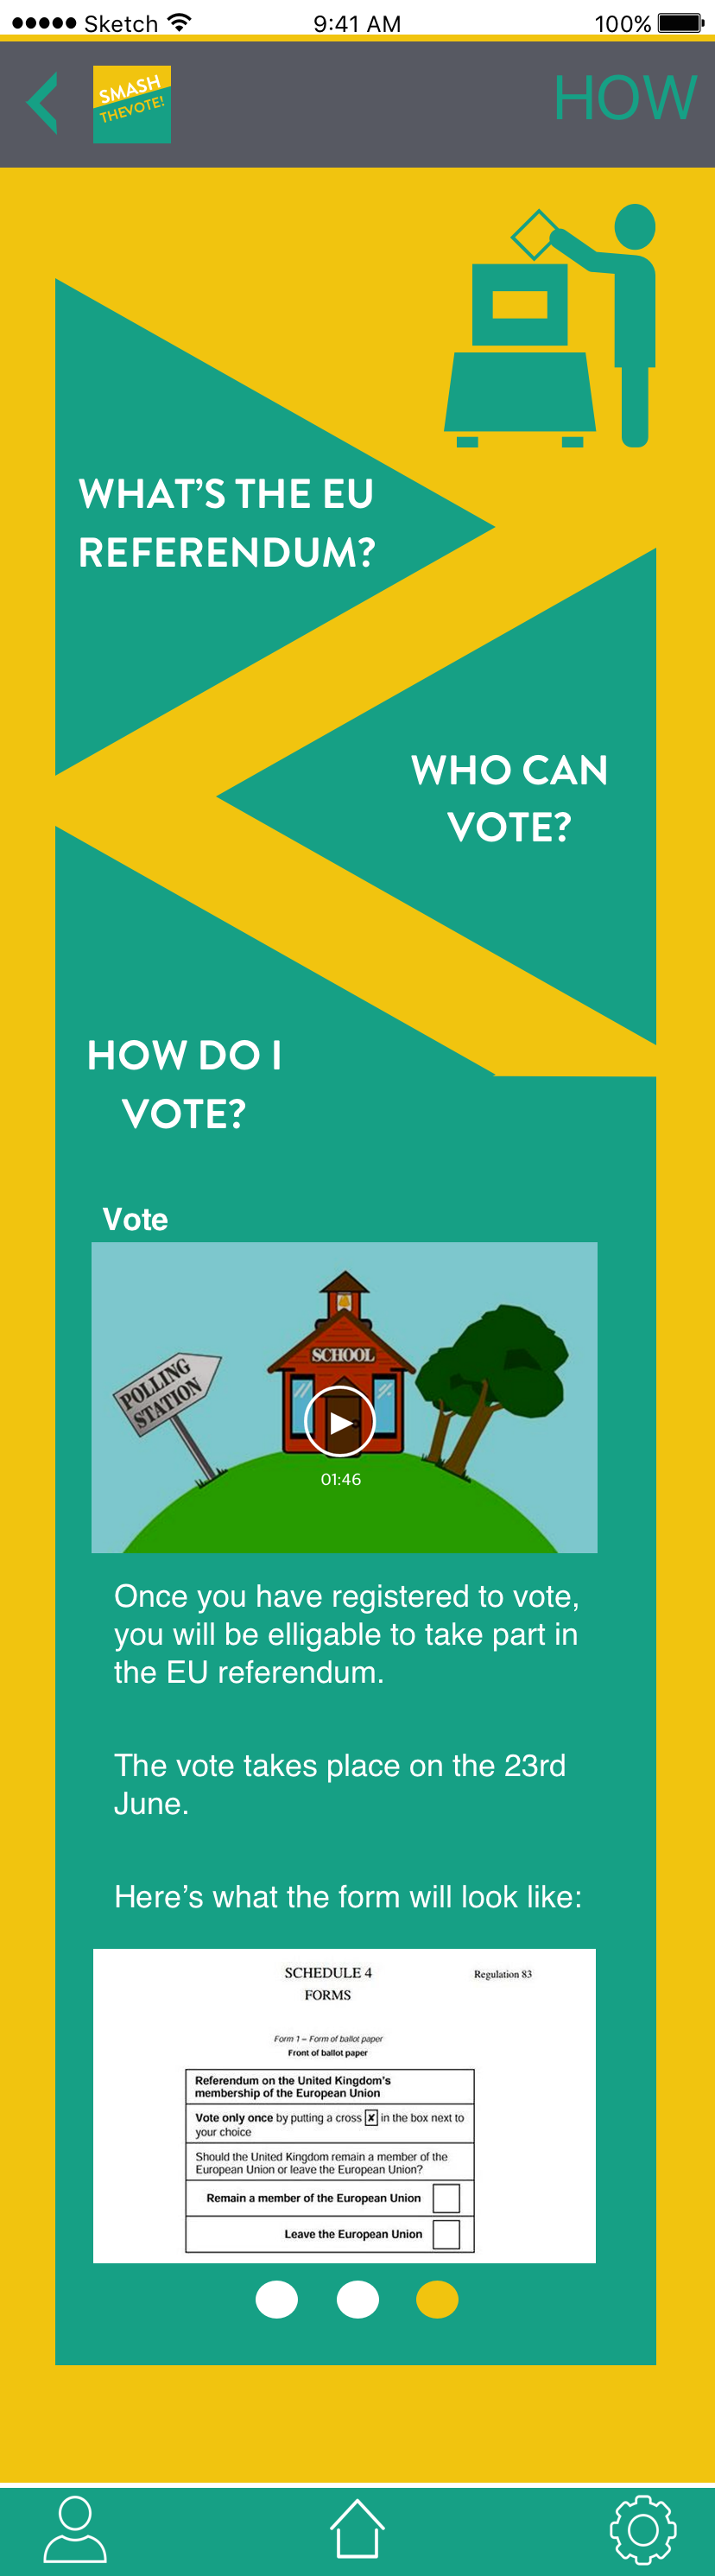 Sketch 9:41 AM 100%
SMASH
THEVOTE!
HOW
WHAT’S THE EU
REFERENDUM?
WHO CAN
VOTE?
HOW DO I
VOTE?
Vote
SCHOOL
POLLING
STATION
01:46
Once you have registered to vote,
you will be elligable to take part in
the EU referendum.
The vote takes place on the 23rd
June.
Here’s what the form will look like:
SCHEDULE 4 Regulation 83
FORMS
Form 1 – Form of ballot paper
Front of ballot paper
Referendum on the United Kingdom's
membership of the European Union
Vote only once by putting a cross X in the box next to
your choice
Should the United Kingdom remain a member of the
European Union or leave the European Union?
Remain a member of the European Union
Leave the European Union